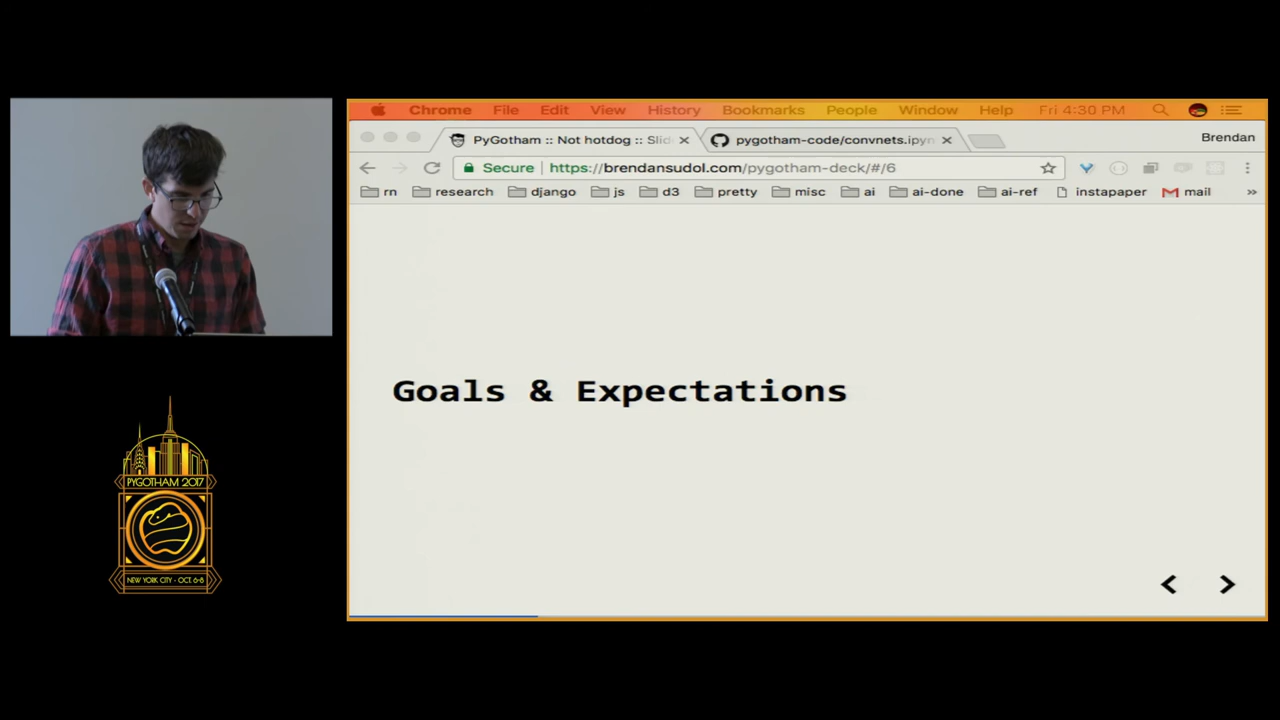 Chrome File Edit View History Bookmarks People Window Help Fri 4:30 PM
PyGotham :: Not hotdog :: Slid
pygotham-code/convnets.ipyn
Brendan
Secure https://brendansudol.com/pygotham-deck/#/6
rn research django js d3 pretty misc ai ai-done ai-ref instapaper mail »
Goals & Expectations
< >
PYGOTHAM 2017
NEW YORK CITY - OCT. 6-8